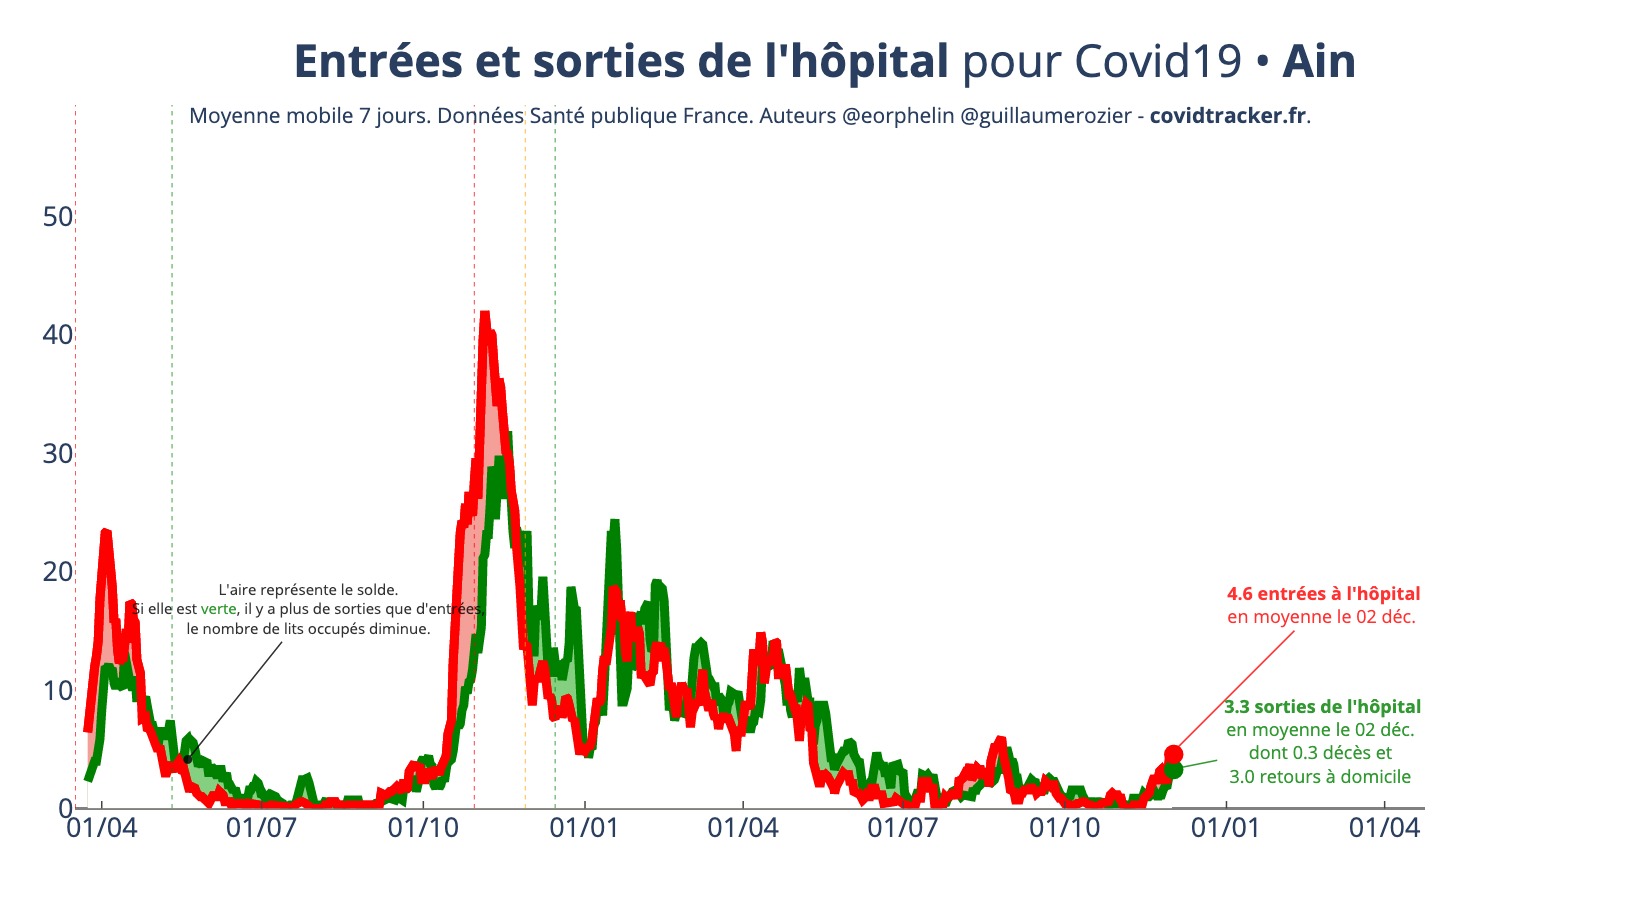 Entrées et sorties de l'hôpital pour Covid19 • Ain
Moyenne mobile 7 jours. Données Santé publique France. Auteurs @eorphelin @guillaumerozier - covidtracker.fr.
50
40
30
20
10
0
L'aire représente le solde.
Si elle est verte, il y a plus de sorties que d'entrées,
le nombre de lits occupés diminue.
4.6 entrées à l'hôpital
en moyenne le 02 déc.
3.3 sorties de l'hôpital
en moyenne le 02 déc.
dont 0.3 décès et
3.0 retours à domicile
01/04 01/07 01/10 01/01 01/04 01/07 01/10 01/01 01/04